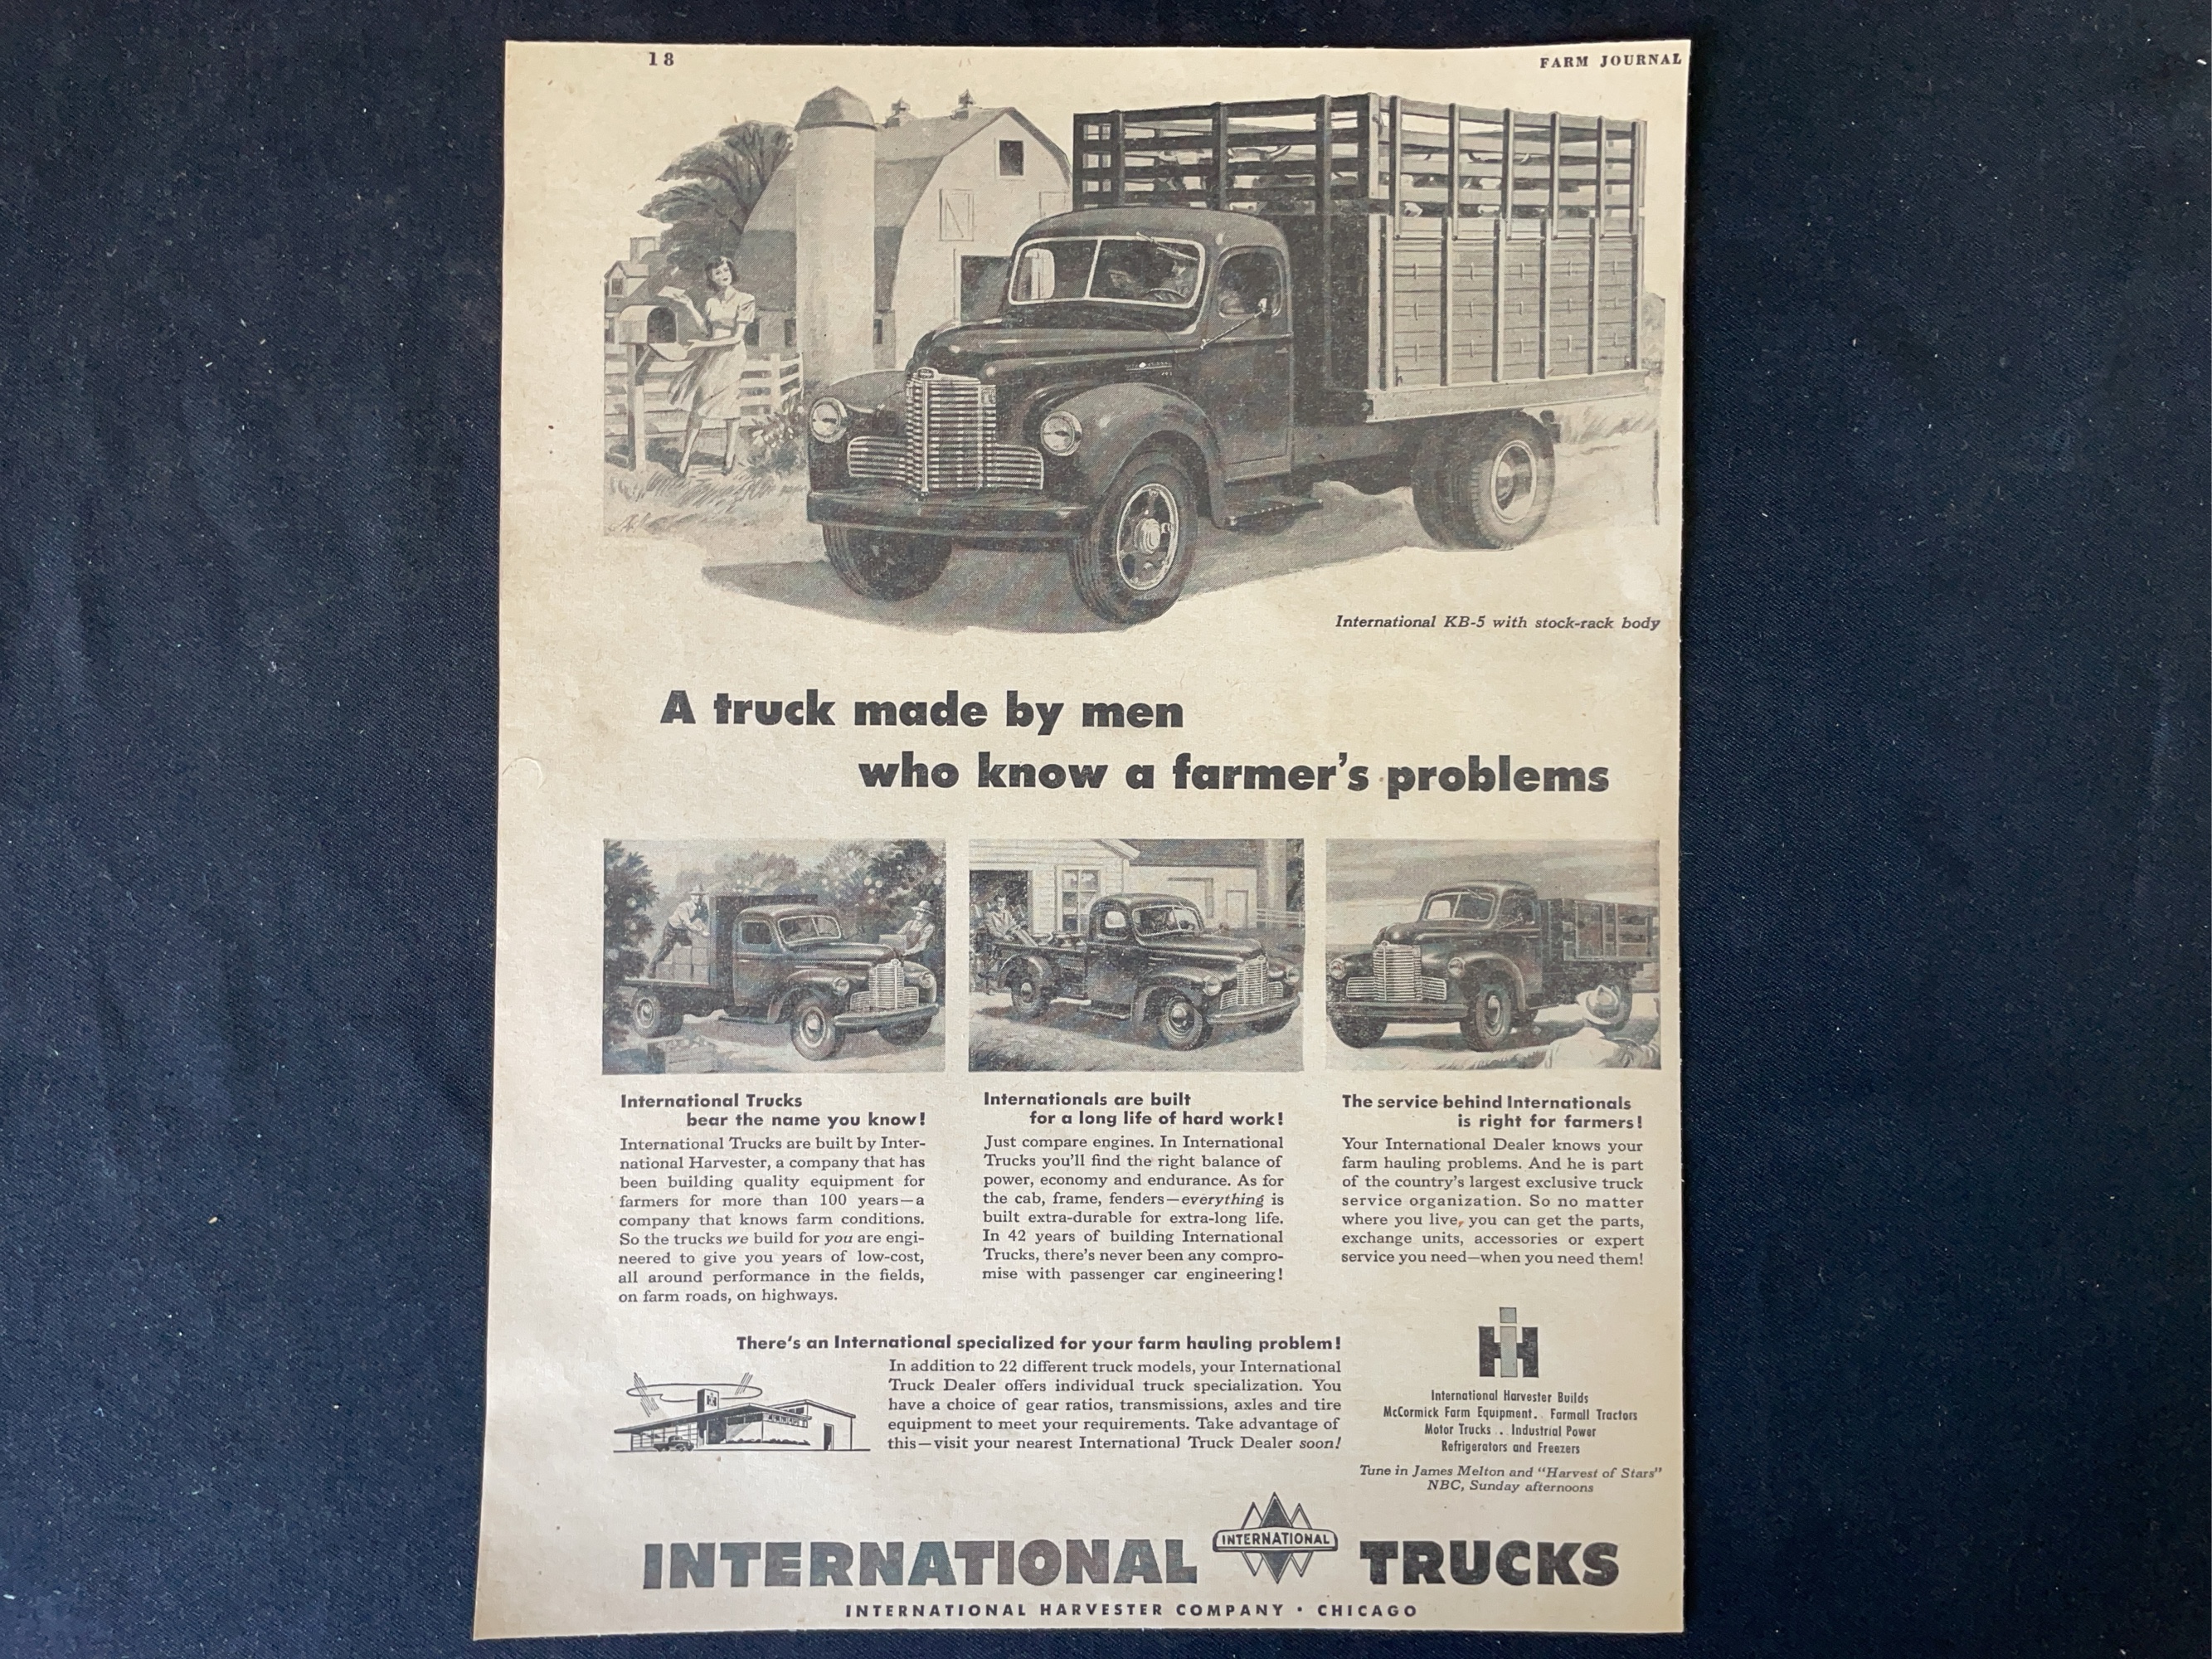 18
FARM JOURNAL
International KB-5 with stock-rack body
A truck made by men
who know a farmer's problems
International Trucks
bear the name you know!
International Trucks are built by Inter-
national Harvester, a company that has
been building quality equipment for
farmers for more than 100 years—a
company that knows farm conditions.
So the trucks we build for you are engi-
neered to give you years of low-cost,
all around performance in the fields,
on farm roads, on highways.
Internationals are built
for a long life of hard work!
Just compare engines. In International
Trucks you'll find the right balance of
power, economy and endurance. As for
the cab, frame, fenders—everything is
built extra-durable for extra-long life.
In 42 years of building International
Trucks, there's never been any compro-
mise with passenger car engineering!
The service behind Internationals
is right for farmers!
Your International Dealer knows your
farm hauling problems. And he is part
of the country's largest exclusive truck
service organization. So no matter
where you live, you can get the parts,
exchange units, accessories or expert
service you need—when you need them!
There's an International specialized for your farm hauling problem!
In addition to 22 different truck models, your International
Truck Dealer offers individual truck specialization. You
have a choice of gear ratios, transmissions, axles and tire
equipment to meet your requirements. Take advantage of
this—visit your nearest International Truck Dealer soon!
IH
International Harvester Builds
McCormick Farm Equipment.. Farmall Tractors
Motor Trucks .. Industrial Power
Refrigerators and Freezers
Tune in James Melton and "Harvest of Stars"
NBC, Sunday afternoons
INTERNATIONAL INTERNATIONAL TRUCKS
INTERNATIONAL HARVESTER COMPANY • CHICAGO